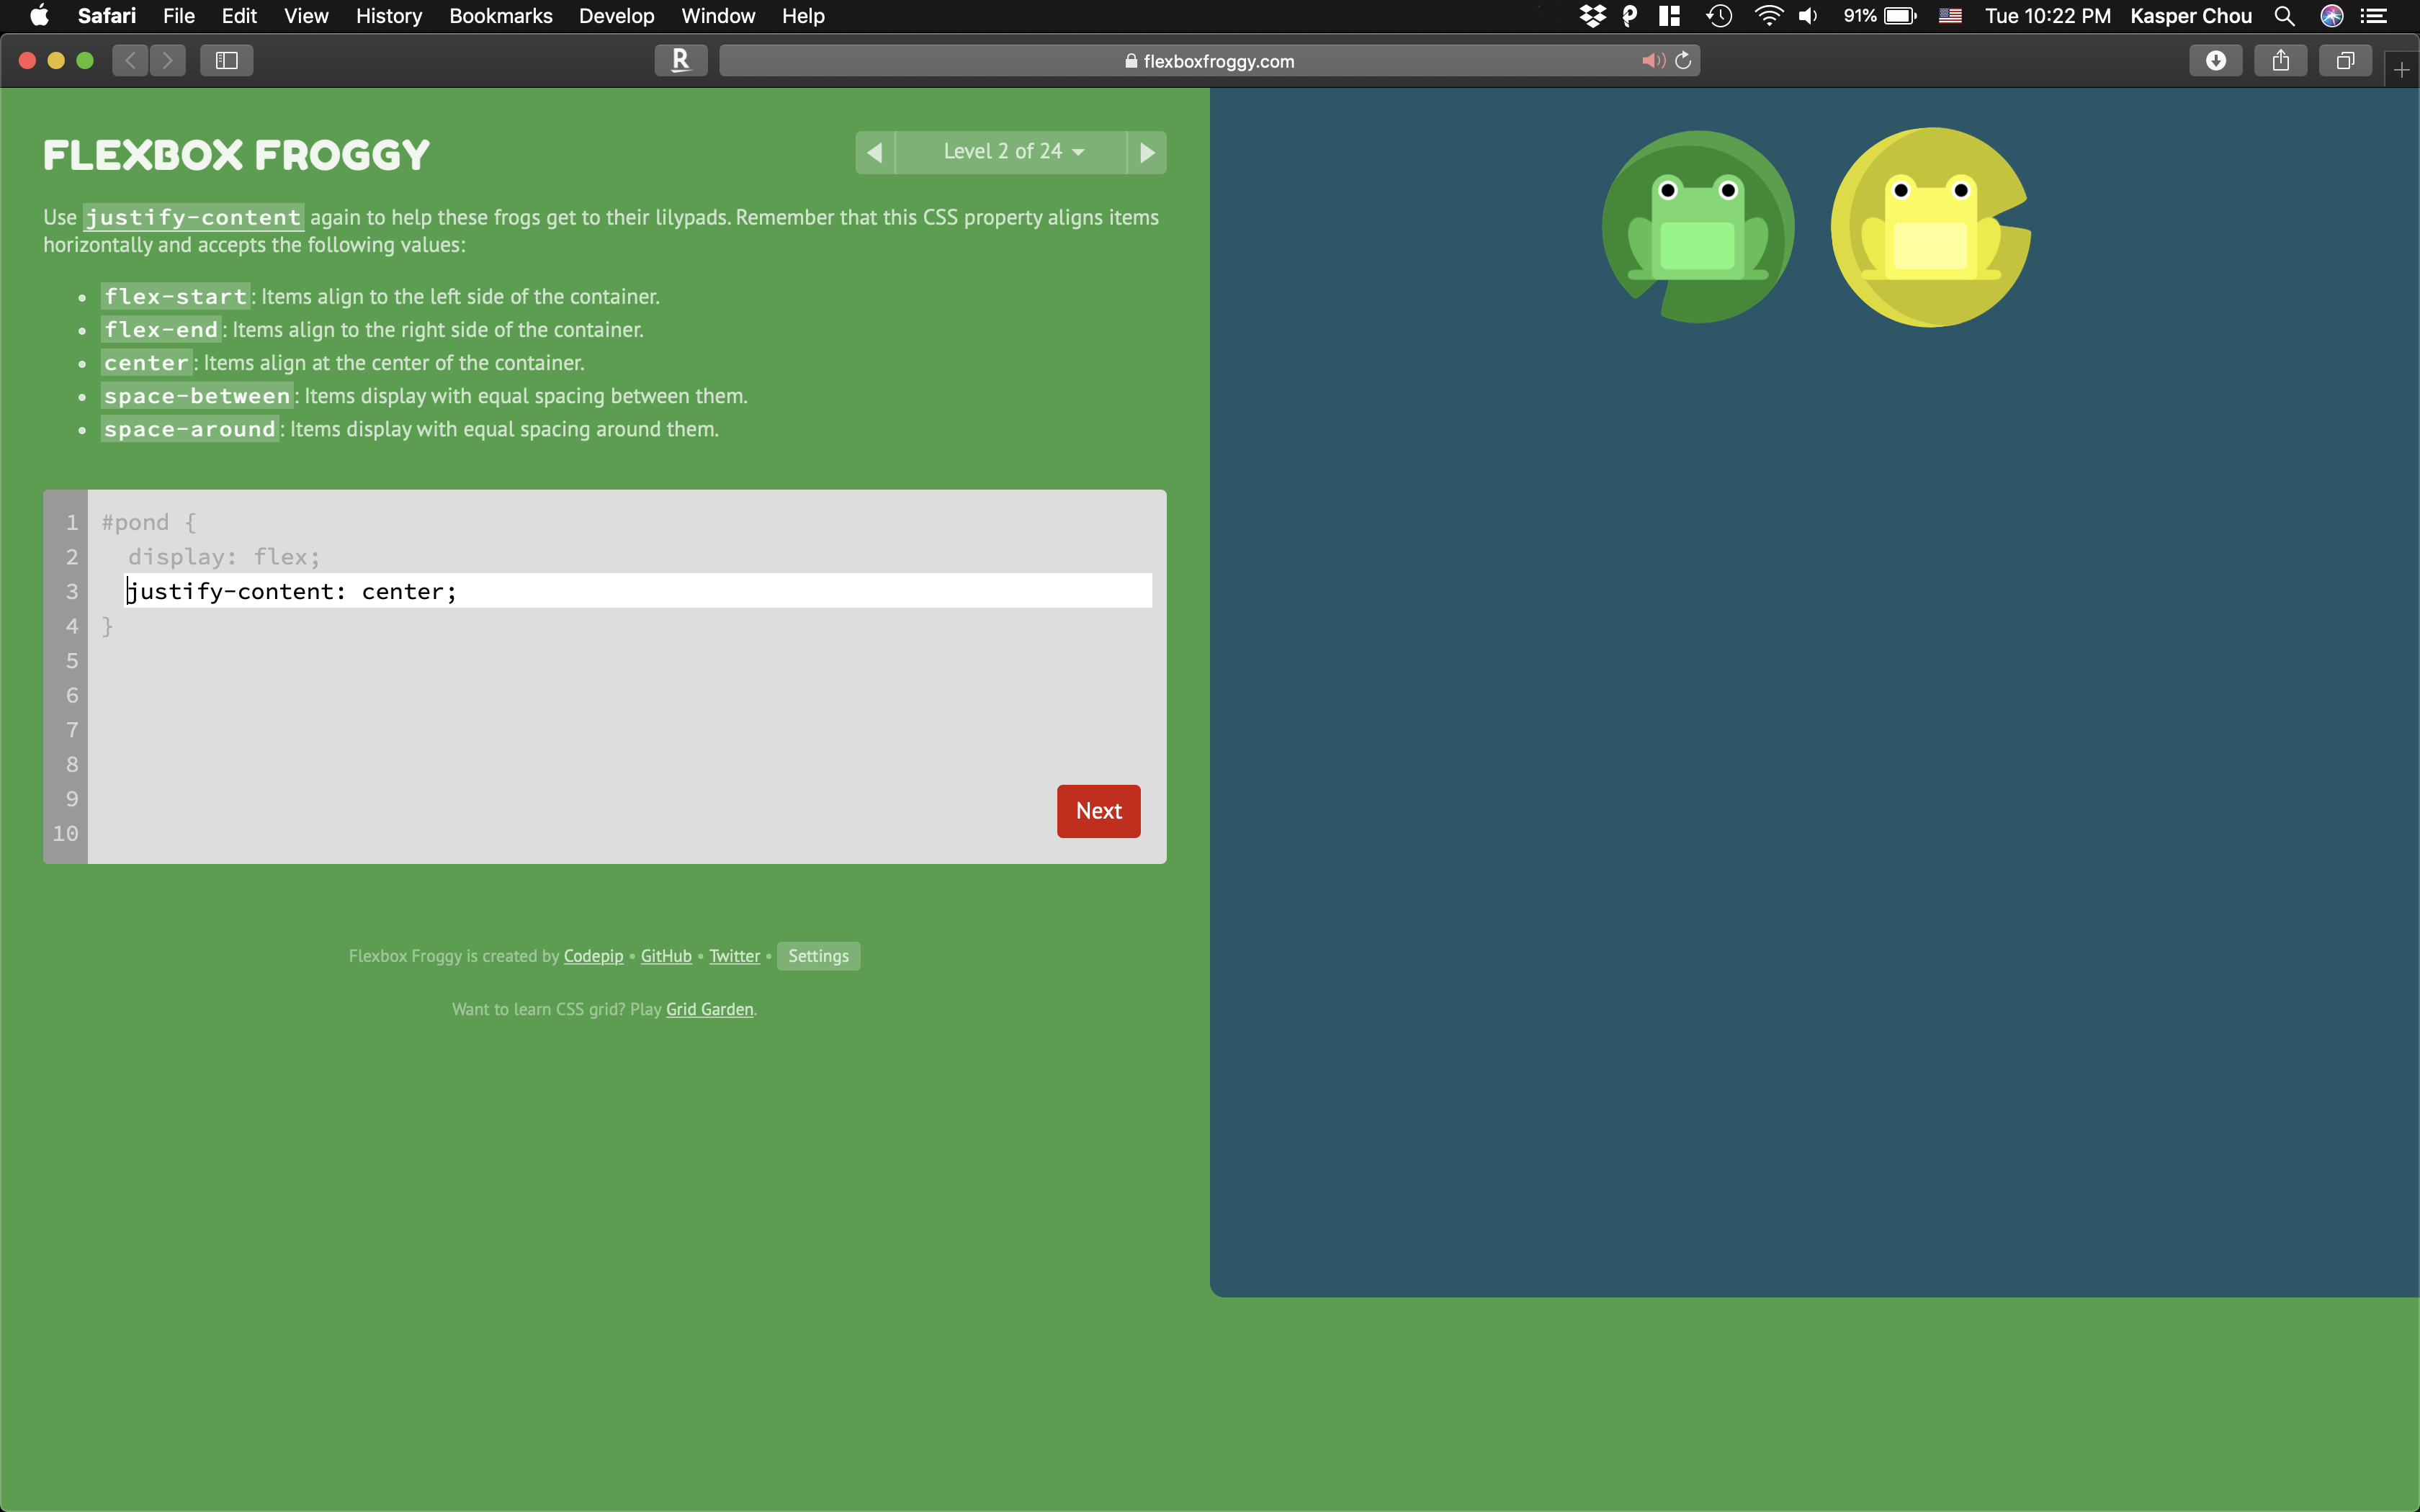 Safari File Edit View History Bookmarks Develop Window Help 91% Tue 10:22 PM Kasper Chou
R flexboxfroggy.com
FLEXBOX FROGGY
Level 2 of 24
Use justify-content again to help these frogs get to their lilypads. Remember that this CSS property aligns items
horizontally and accepts the following values:
• flex-start: Items align to the left side of the container.
• flex-end: Items align to the right side of the container.
• center: Items align at the center of the container.
• space-between: Items display with equal spacing between them.
• space-around: Items display with equal spacing around them.
1 #pond {
2 display: flex;
3 justify-content: center;
4 }
5
6
7
8
9
10
Next
Flexbox Froggy is created by Codepip • GitHub • Twitter • Settings
Want to learn CSS grid? Play Grid Garden.